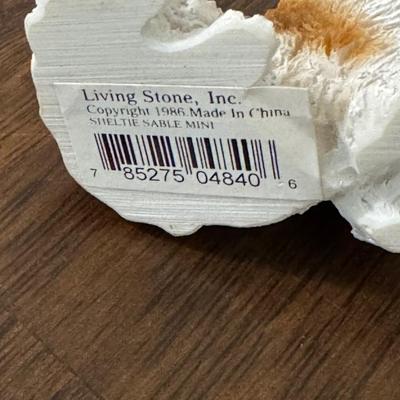 Living Stone, Inc.
Copyright 1986.Made In China
SHELTIE SABLE MINI
7 85275 04840 6